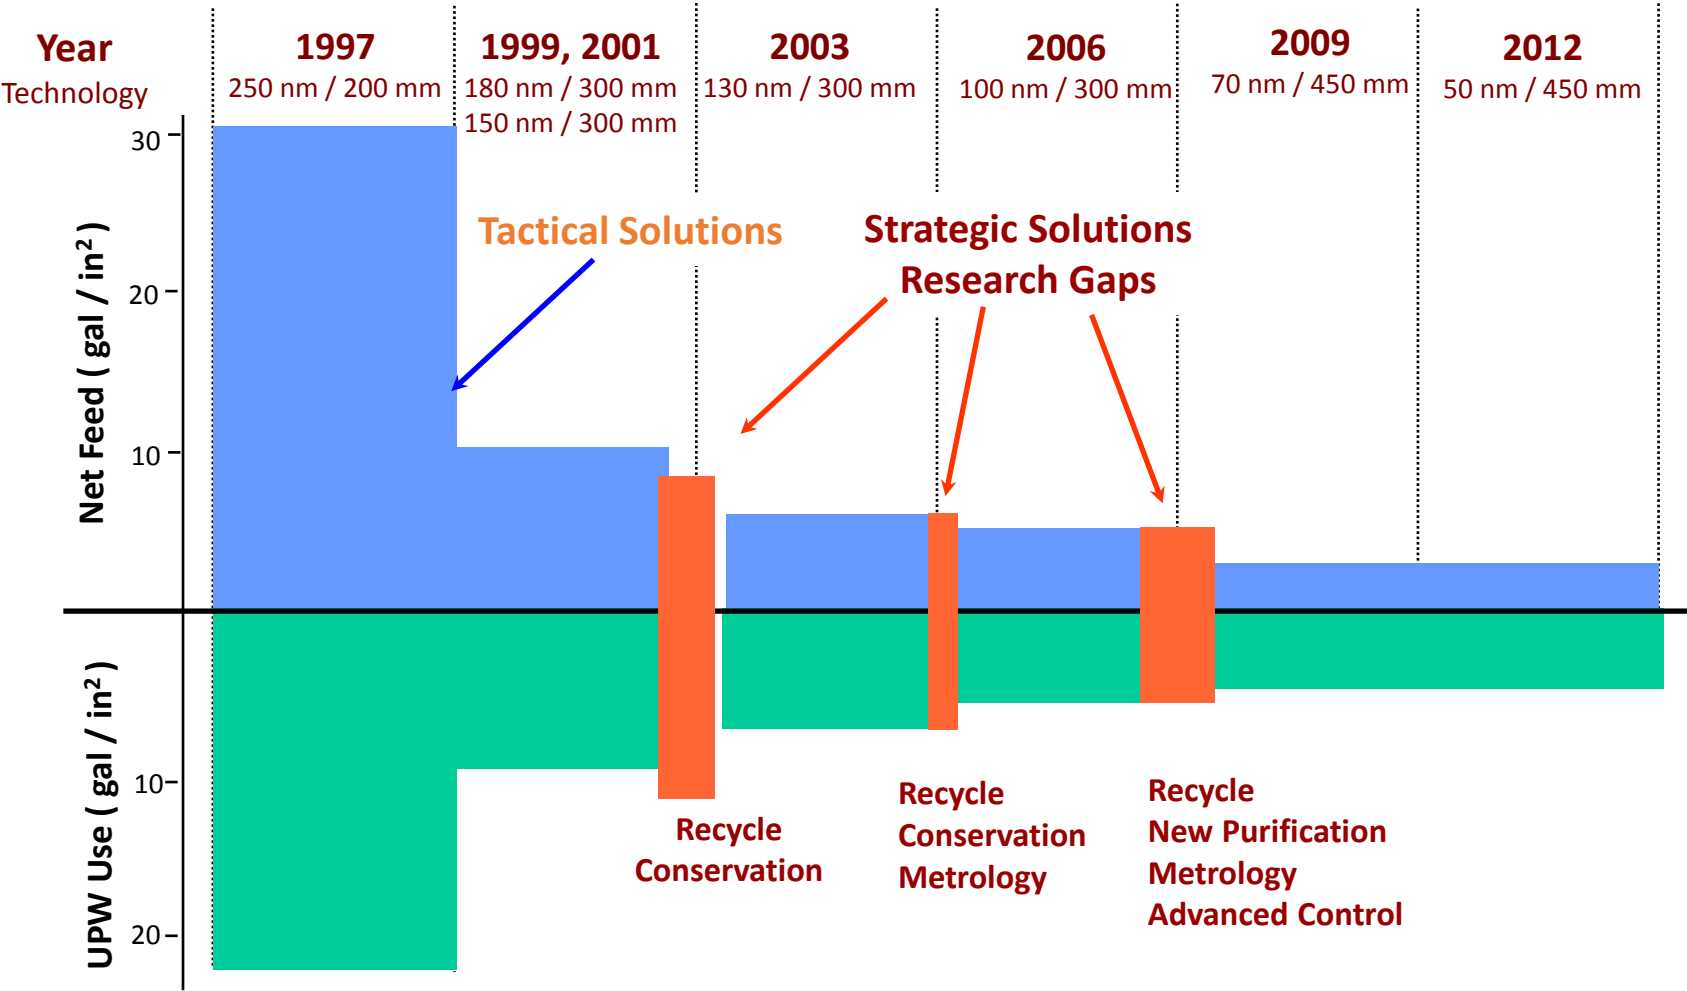 Year
Technology
1997
250 nm / 200 mm
1999, 2001
180 nm / 300 mm
150 nm / 300 mm
2003
130 nm / 300 mm
2006
100 nm / 300 mm
2009
70 nm / 450 mm
2012
50 nm / 450 mm
Net Feed ( gal / in² )
30
20
10
Tactical Solutions
Strategic Solutions
Research Gaps
UPW Use ( gal / in² )
10
20
Recycle
Conservation
Recycle
Conservation
Metrology
Recycle
New Purification
Metrology
Advanced Control